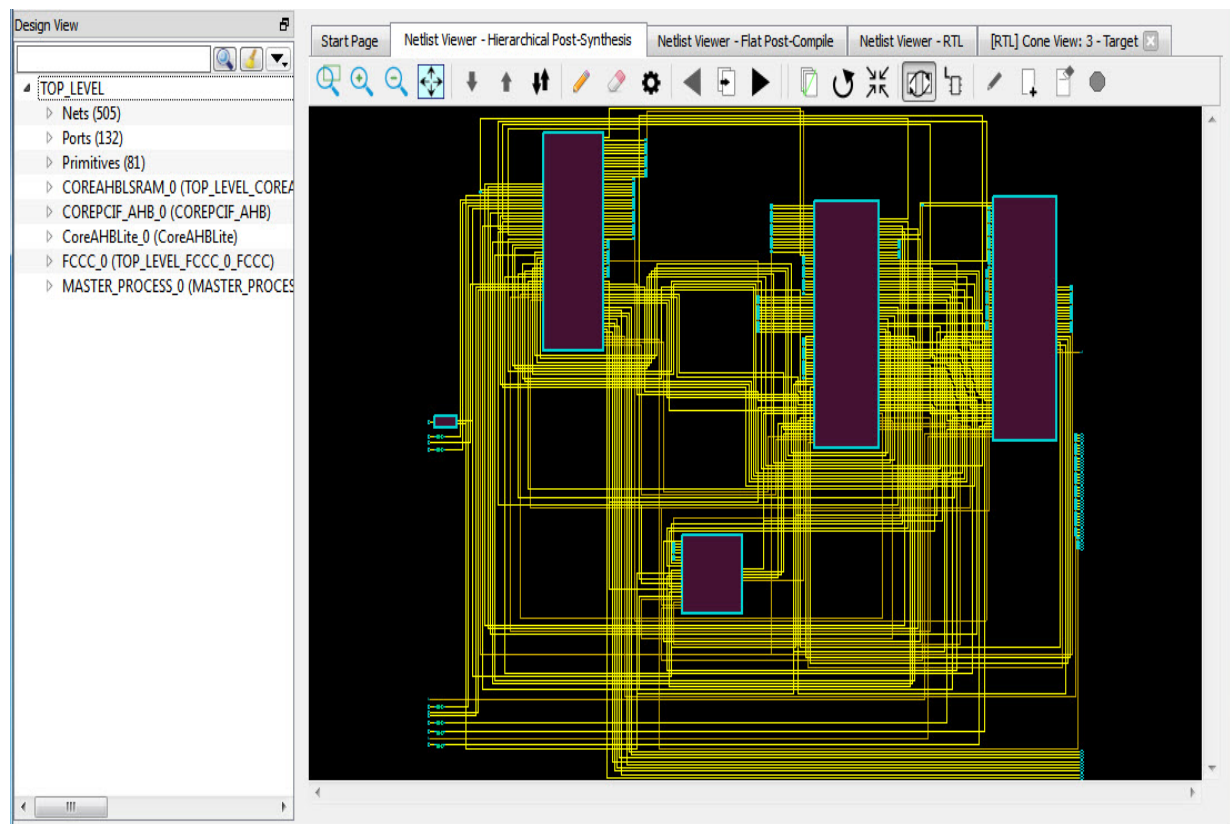 Design View
Start Page
Netlist Viewer - Hierarchical Post-Synthesis
Netlist Viewer - Flat Post-Compile
Netlist Viewer - RTL
[RTL] Cone View: 3 - Target
TOP_LEVEL
Nets (505)
Ports (132)
Primitives (81)
COREAHBLSRAM_0 (TOP_LEVEL_COREA
COREPCIF_AHB_0 (COREPCIF_AHB)
CoreAHBLite_0 (CoreAHBLite)
FCCC_0 (TOP_LEVEL_FCCC_0_FCCC)
MASTER_PROCESS_0 (MASTER_PROCES